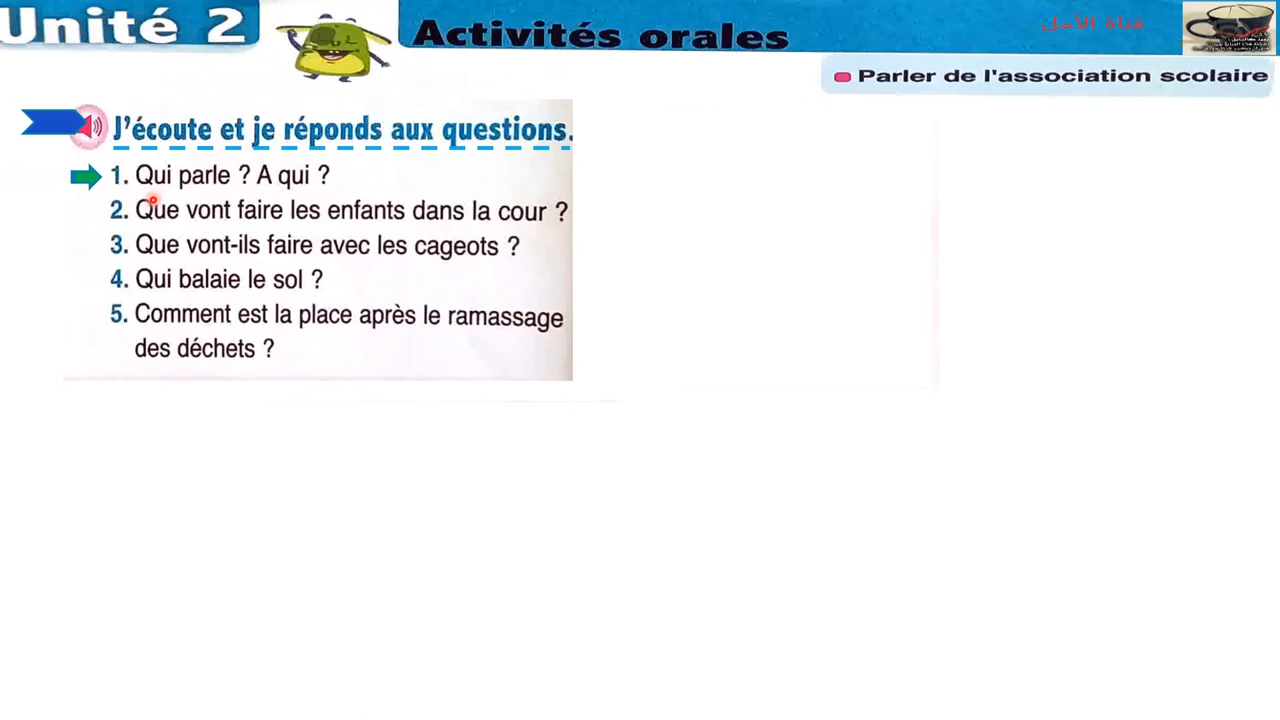 Unité 2
Activités orales
قناة الأمل
Parler de l'association scolaire
J'écoute et je réponds aux questions.
1. Qui parle ? A qui ?
2. Que vont faire les enfants dans la cour ?
3. Que vont-ils faire avec les cageots ?
4. Qui balaie le sol ?
5. Comment est la place après le ramassage
des déchets ?